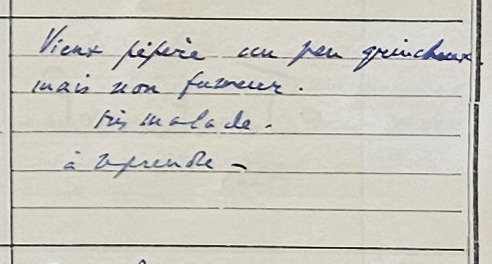 Vieux pépère un peu grincheux
mais non fumeur.
très malade.
à reprendre -